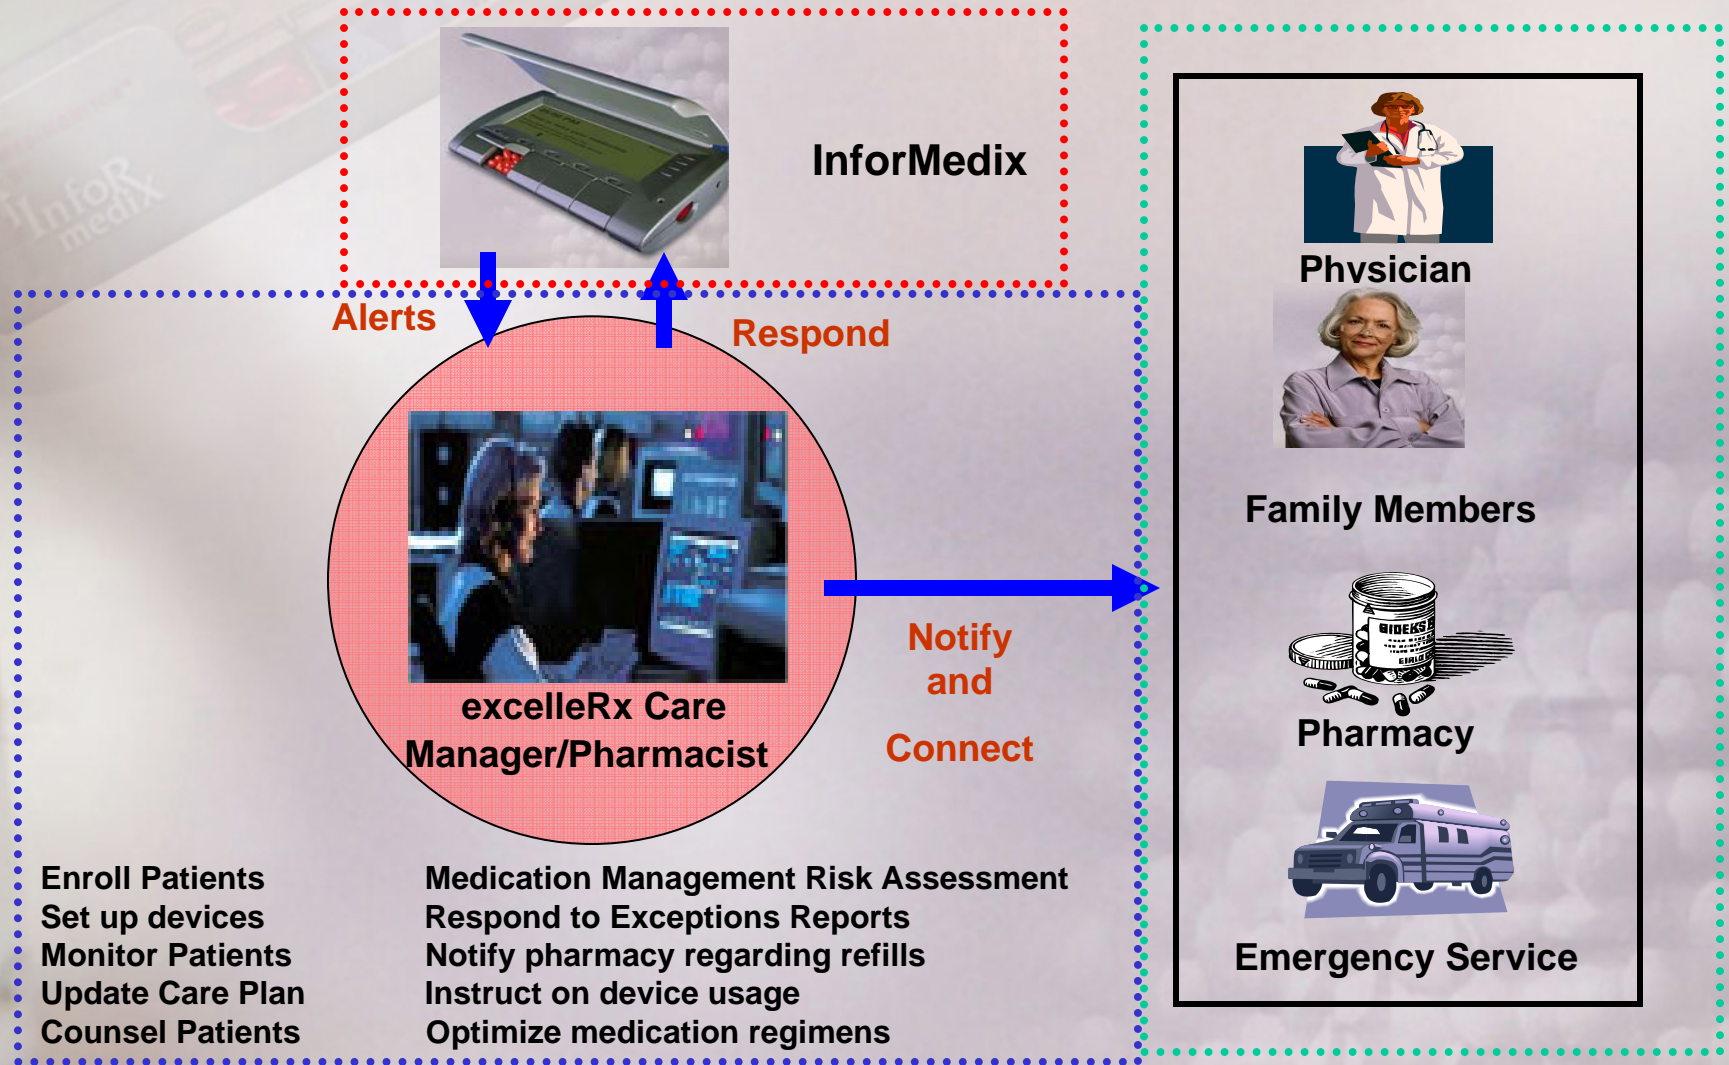 InfoR
medix
InforMedix
Alerts
Respond
excelleRx Care
Manager/Pharmacist
Notify
and
Connect
Physician
Family Members
Pharmacy
Emergency Service
Enroll Patients
Set up devices
Monitor Patients
Update Care Plan
Counsel Patients
Medication Management Risk Assessment
Respond to Exceptions Reports
Notify pharmacy regarding refills
Instruct on device usage
Optimize medication regimens